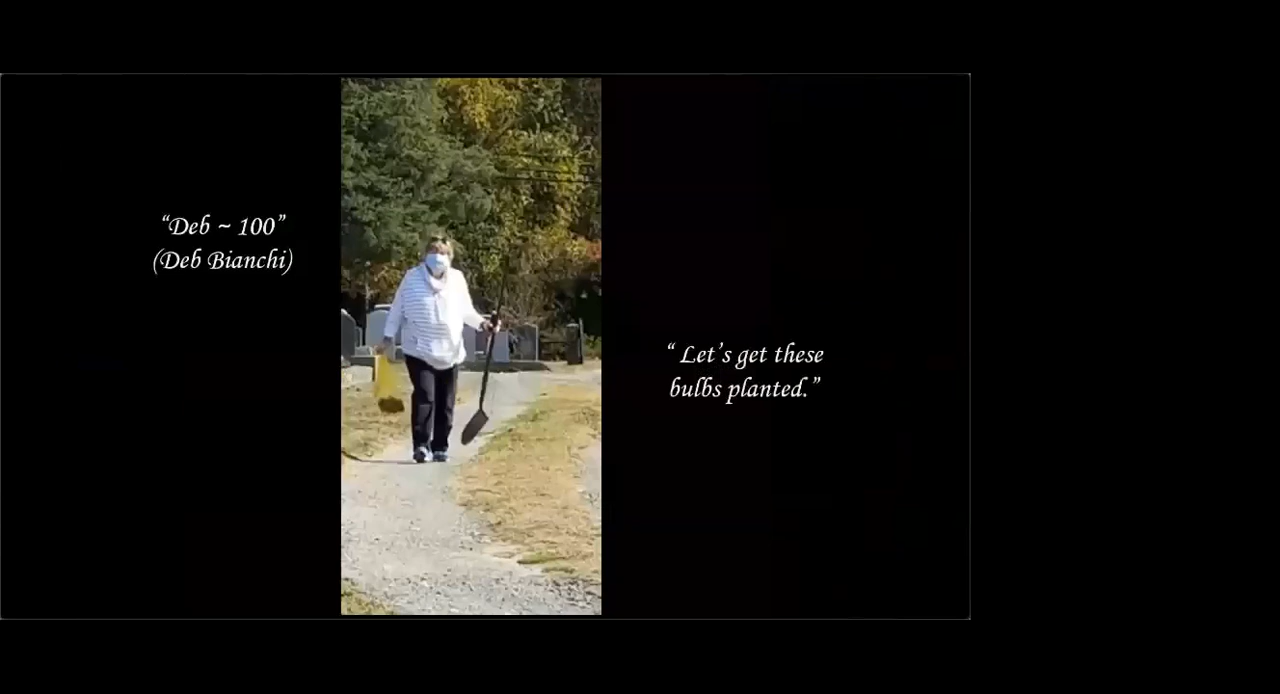 “Deb ~ 100”
(Deb Bianchi)
“ Let’s get these
bulbs planted.”